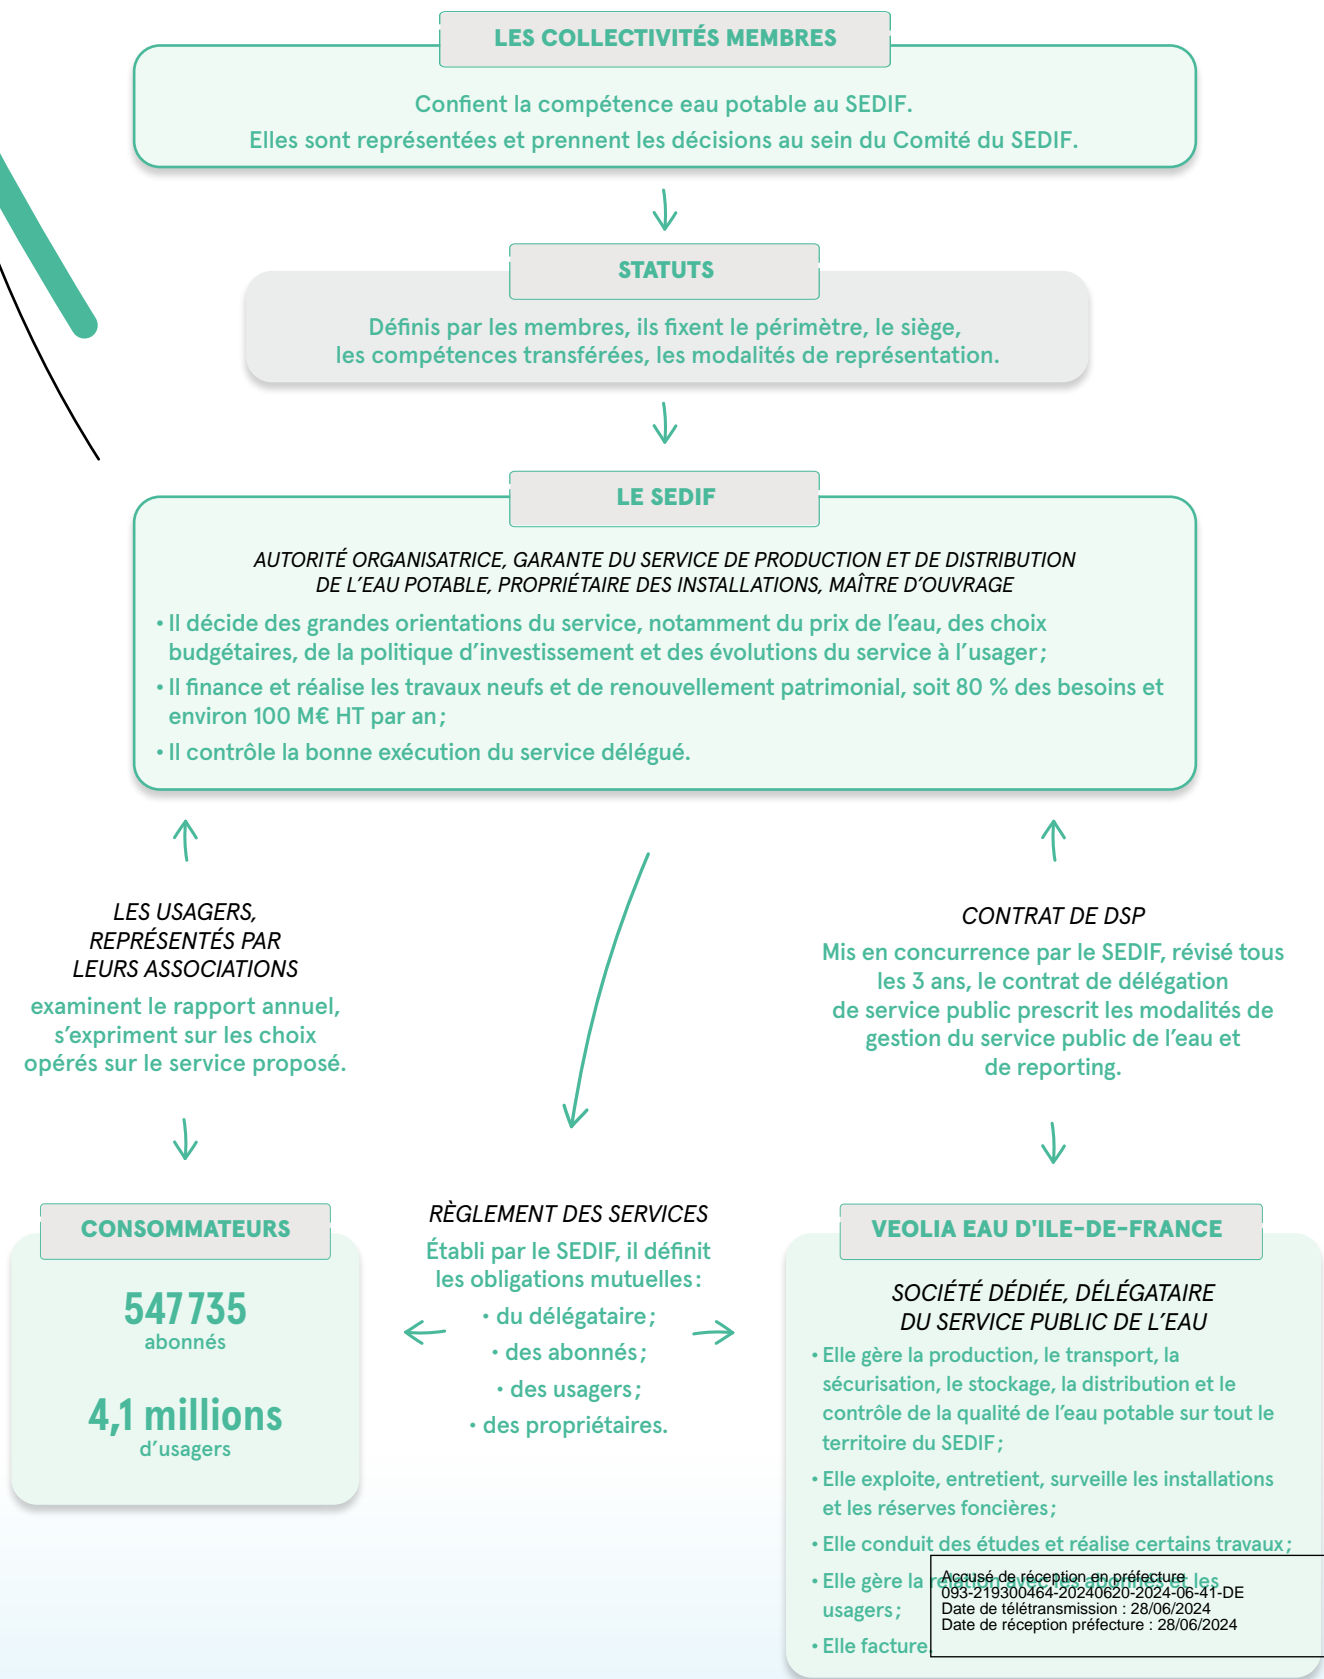 LES COLLECTIVITÉS MEMBRES
Confient la compétence eau potable au SEDIF.
Elles sont représentées et prennent les décisions au sein du Comité du SEDIF.
STATUTS
Définis par les membres, ils fixent le périmètre, le siège,
les compétences transférées, les modalités de représentation.
LE SEDIF
AUTORITÉ ORGANISATRICE, GARANTE DU SERVICE DE PRODUCTION ET DE DISTRIBUTION
DE L’EAU POTABLE, PROPRIÉTAIRE DES INSTALLATIONS, MAÎTRE D’OUVRAGE
• Il décide des grandes orientations du service, notamment du prix de l’eau, des choix
budgétaires, de la politique d’investissement et des évolutions du service à l’usager ;
• Il finance et réalise les travaux neufs et de renouvellement patrimonial, soit 80 % des besoins et
environ 100 M€ HT par an ;
• Il contrôle la bonne exécution du service délégué.
LES USAGERS,
REPRÉSENTÉS PAR
LEURS ASSOCIATIONS
examinent le rapport annuel,
s’expriment sur les choix
opérés sur le service proposé.
CONTRAT DE DSP
Mis en concurrence par le SEDIF, révisé tous
les 3 ans, le contrat de délégation
de service public prescrit les modalités de
gestion du service public de l’eau et
de reporting.
CONSOMMATEURS
547 735
abonnés
4,1 millions
d’usagers
RÈGLEMENT DES SERVICES
Établi par le SEDIF, il définit
les obligations mutuelles :
• du délégataire ;
• des abonnés ;
• des usagers ;
• des propriétaires.
VEOLIA EAU D'ILE-DE-FRANCE
SOCIÉTÉ DÉDIÉE, DÉLÉGATAIRE
DU SERVICE PUBLIC DE L’EAU
• Elle gère la production, le transport, la
sécurisation, le stockage, la distribution et le
contrôle de la qualité de l’eau potable sur tout le
territoire du SEDIF ;
• Elle exploite, entretient, surveille les installations
et les réserves foncières ;
• Elle conduit des études et réalise certains travaux ;
• Elle gère la relation avec les abonnés et les
usagers ;
• Elle facture.
Accusé de réception en préfecture
093-219300464-20240620-2024-06-41-DE
Date de télétransmission : 28/06/2024
Date de réception préfecture : 28/06/2024